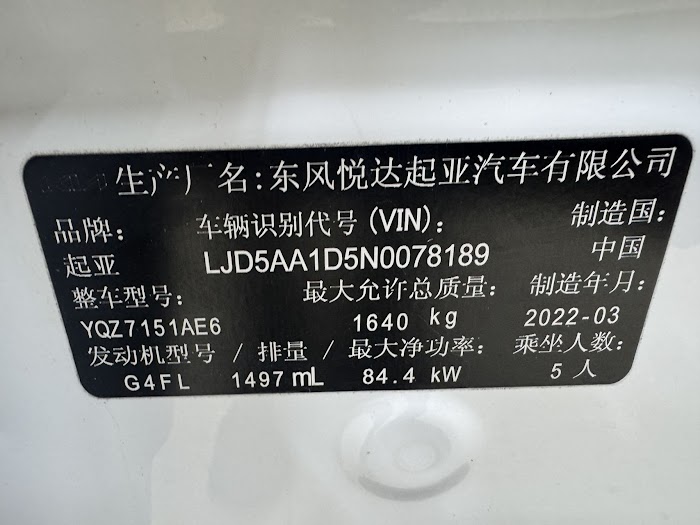 生产厂名:东风悦达起亚汽车有限公司
品牌: 车辆识别代号(VIN): 制造国:
起亚 LJD5AA1D5N0078189 中国
整车型号: 最大允许总质量: 制造年月:
YQZ7151AE6 1640 kg 2022-03
发动机型号 / 排量 / 最大净功率: 乘坐人数:
G4FL 1497mL 84.4 kW 5 人